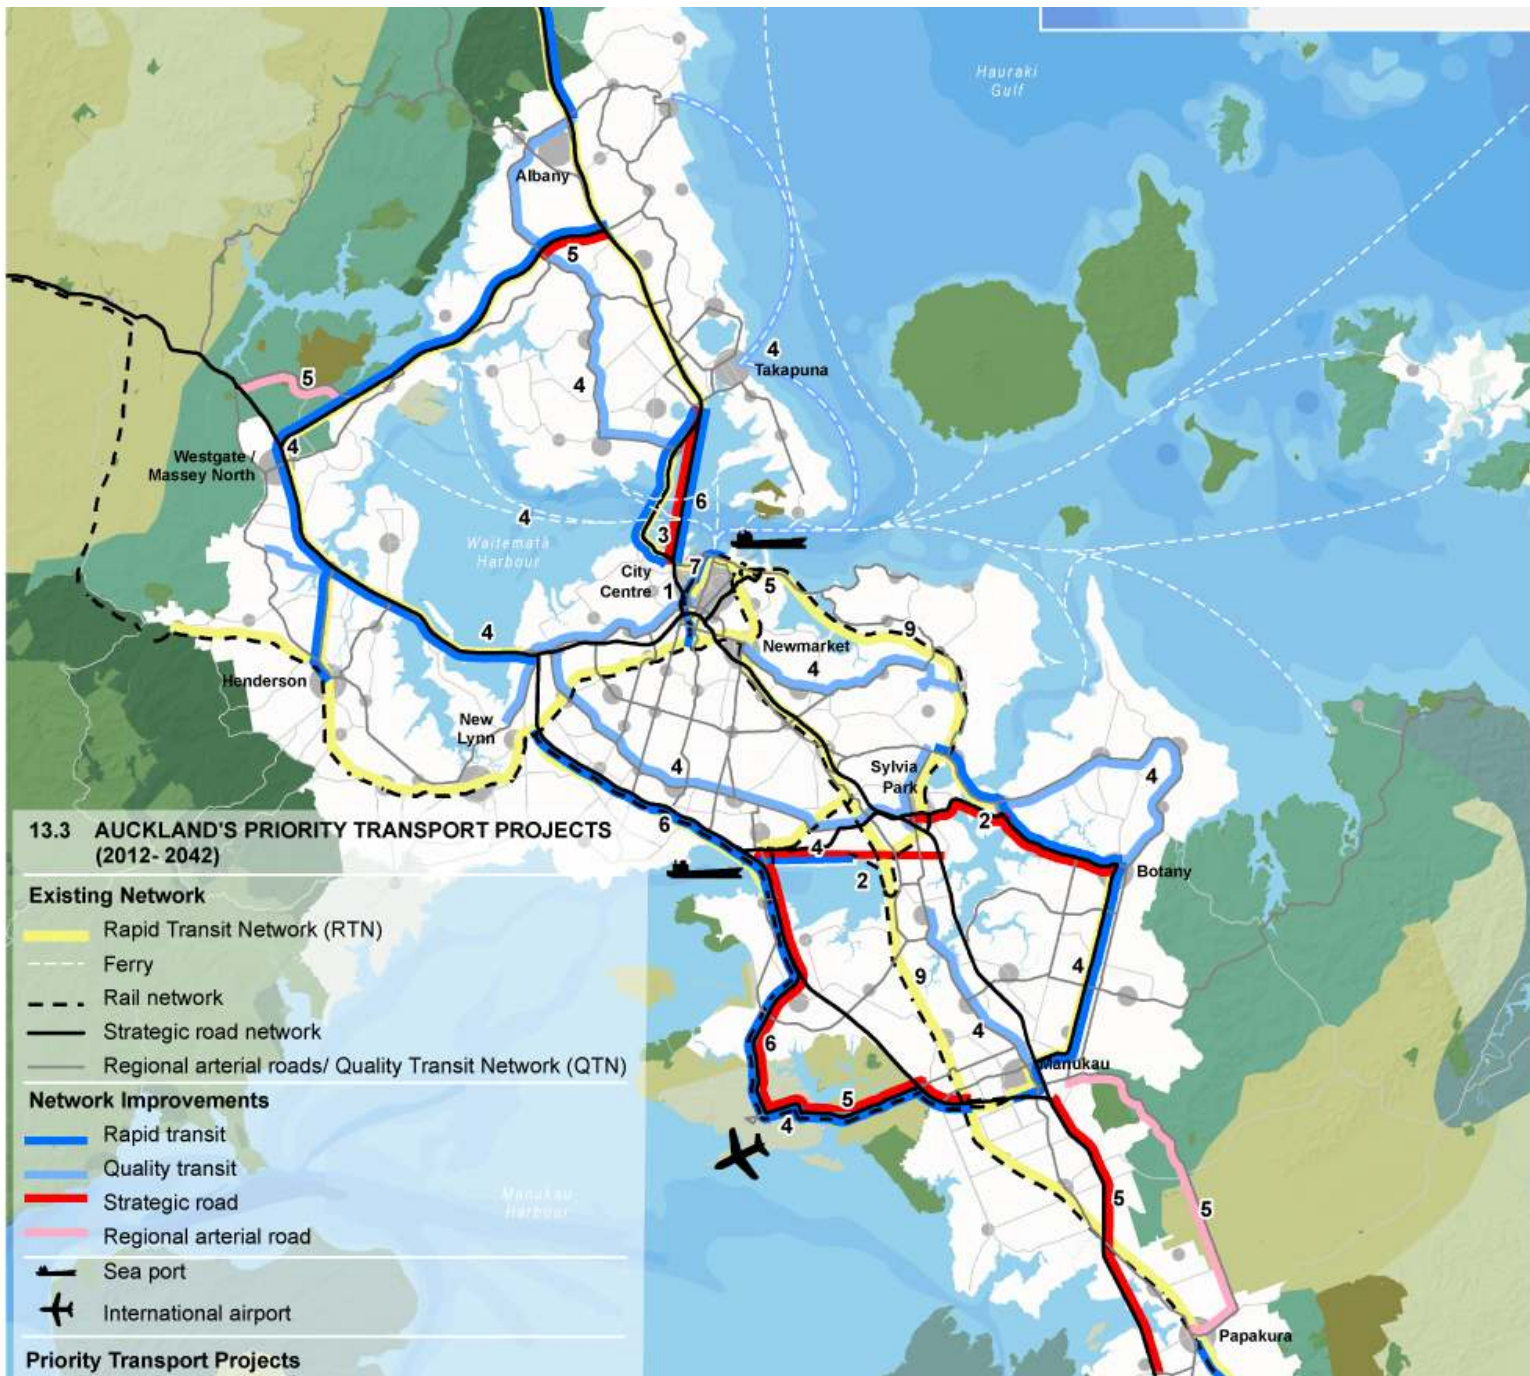 Hauraki
Gulf
Albany
5
4
Takapuna
5
4
4
Westgate /
Massey North
6
4
Waitematā
Harbour
3
City
Centre
7
5
1
4
Newmarket
9
4
Henderson
New
Lynn
Sylvia
Park
4
4
6
2
4
2
Botany
9
4
4
6
Manukau
5
4
5
5
Manukau
Harbour
Papakura
13.3 AUCKLAND'S PRIORITY TRANSPORT PROJECTS
(2012- 2042)
Existing Network
Rapid Transit Network (RTN)
Ferry
Rail network
Strategic road network
Regional arterial roads/ Quality Transit Network (QTN)
Network Improvements
Rapid transit
Quality transit
Strategic road
Regional arterial road
Sea port
International airport
Priority Transport Projects